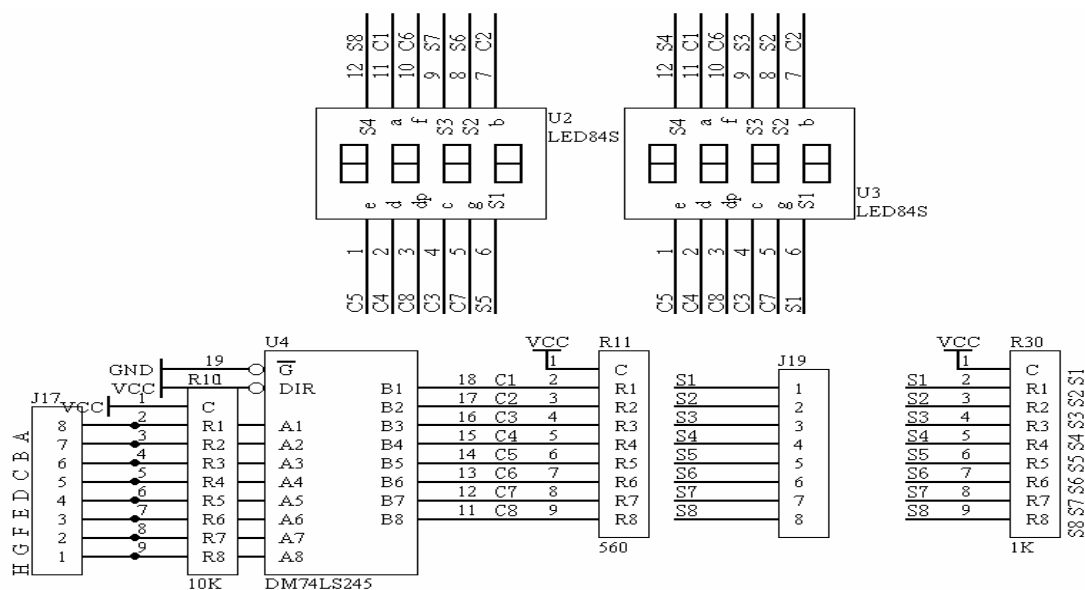 S8 C1 C6 S7 S6 C2
12 11 10 9 8 7
S4 a f S3 S2 b
e d dp c g S1
U2
LED84S
1 2 3 4 5 6
C5 C4 C8 C3 C7 S5
S4 C1 C6 S3 S2 C2
12 11 10 9 8 7
S4 a f S3 S2 b
e d dp c g S1
U3
LED84S
1 2 3 4 5 6
C5 C4 C8 C3 C7 S1
J17
8
7
6
5
4
3
2
1
H G F E D C B A
GND 19
VCC 1
VCC 1
2
3
4
5
6
7
8
9
R10
C
R1
R2
R3
R4
R5
R6
R7
R8
10K
U4
G
DIR
A1
A2
A3
A4
A5
A6
A7
A8
B1
B2
B3
B4
B5
B6
B7
B8
DM74LS245
18 C1 2
17 C2 3
16 C3 4
15 C4 5
14 C5 6
13 C6 7
12 C7 8
11 C8 9
VCC 1
R11
C
R1
R2
R3
R4
R5
R6
R7
R8
560
J19
S1 1
S2 2
S3 3
S4 4
S5 5
S6 6
S7 7
S8 8
VCC 1
R30
C
S1 2 R1
S2 3 R2
S3 4 R3
S4 5 R4
S5 6 R5
S6 7 R6
S7 8 R7
S8 9 R8
1K
S8 S7 S6 S5 S4 S3 S2 S1